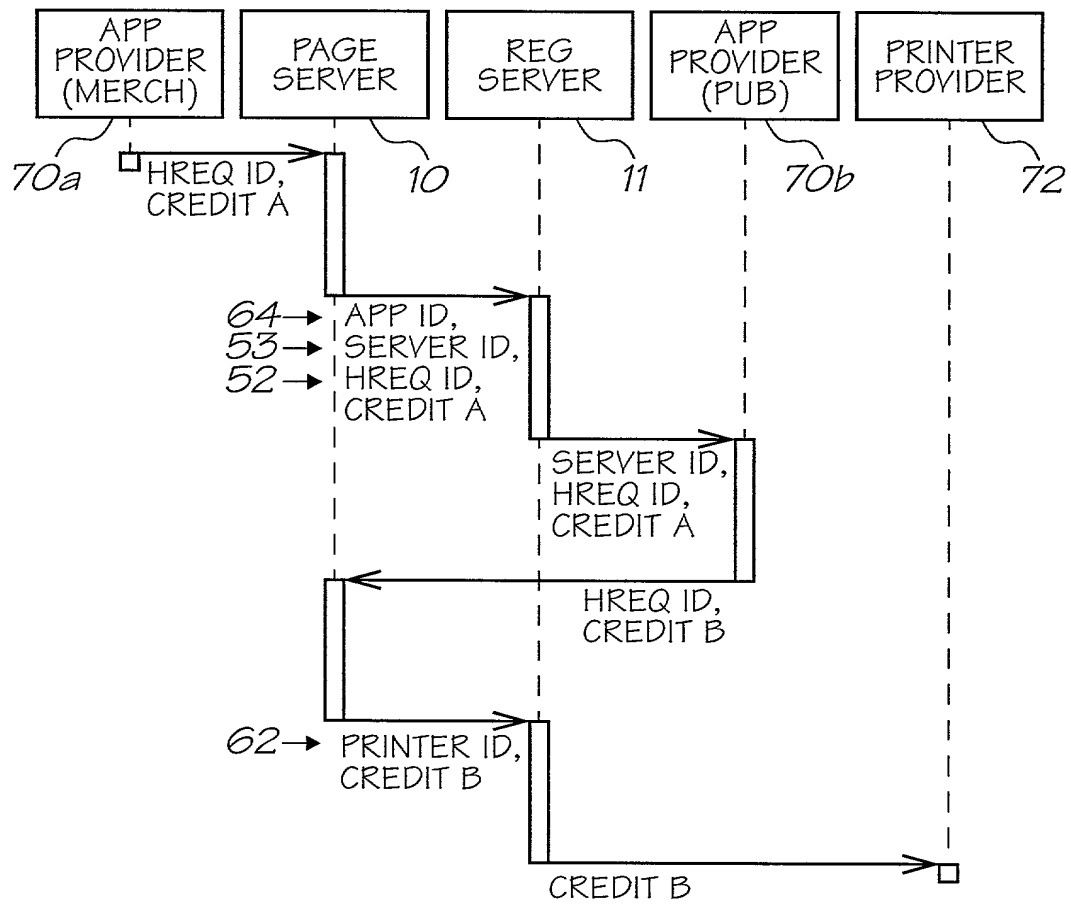 APP
PROVIDER
(MERCH)
PAGE
SERVER
REG
SERVER
APP
PROVIDER
(PUB)
PRINTER
PROVIDER
70a
10
11
70b
72
HREQ ID,
CREDIT A
64
APP ID,
53
SERVER ID,
52
HREQ ID,
CREDIT A
SERVER ID,
HREQ ID,
CREDIT A
HREQ ID,
CREDIT B
62
PRINTER ID,
CREDIT B
CREDIT B